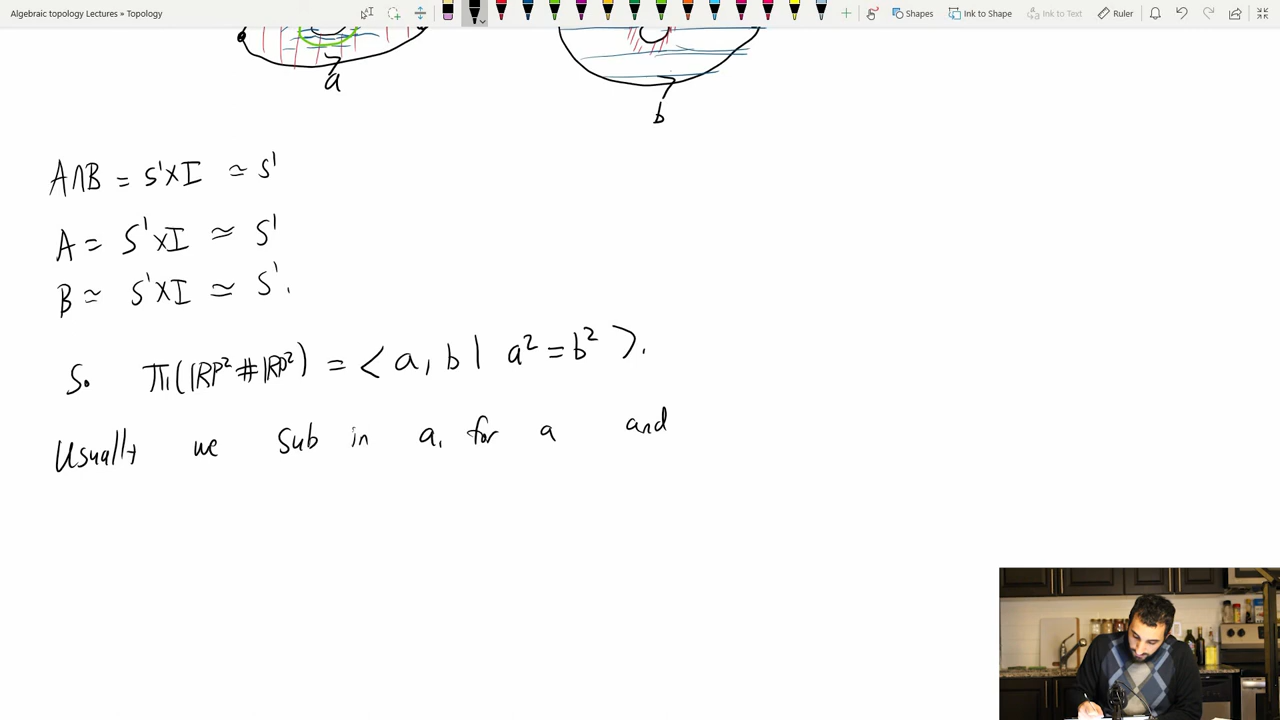 Algebraic topology Lectures » Topology
Shapes Ink to Shape Ink to Text Ruler
a
b
A∩B = S¹×I ≃ S¹
A = S¹×I ≃ S¹
B ≃ S¹×I ≃ S¹.
So π₁(RP²#RP²) = <a, b | a² = b²>.
Usually we sub in a₁ for a and